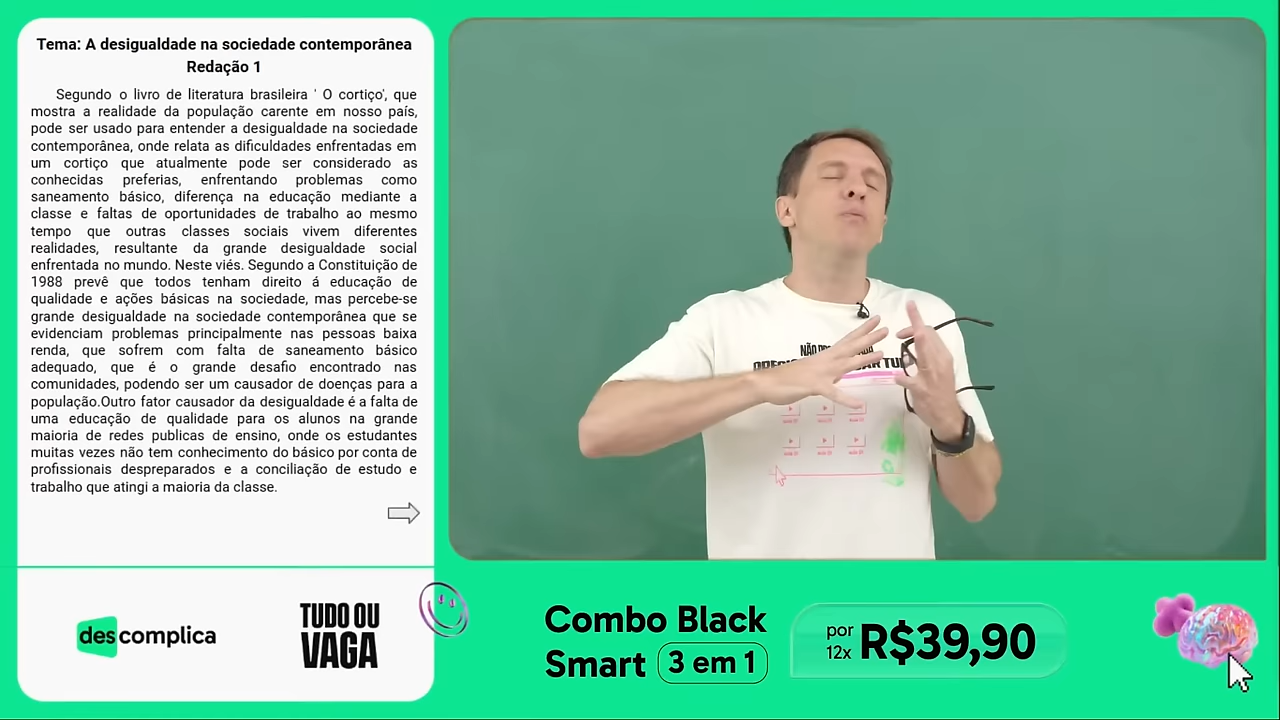 Tema: A desigualdade na sociedade contemporânea
Redação 1
Segundo o livro de literatura brasileira ' O cortiço', que
mostra a realidade da população carente em nosso país,
pode ser usado para entender a desigualdade na sociedade
contemporânea, onde relata as dificuldades enfrentadas em
um cortiço que atualmente pode ser considerado as
conhecidas preferias, enfrentando problemas como
saneamento básico, diferença na educação mediante a
classe e faltas de oportunidades de trabalho ao mesmo
tempo que outras classes sociais vivem diferentes
realidades, resultante da grande desigualdade social
enfrentada no mundo. Neste viés. Segundo a Constituição de
1988 prevê que todos tenham direito á educação de
qualidade e ações básicas na sociedade, mas percebe-se
grande desigualdade na sociedade contemporânea que se
evidenciam problemas principalmente nas pessoas baixa
renda, que sofrem com falta de saneamento básico
adequado, que é o grande desafio encontrado nas
comunidades, podendo ser um causador de doenças para a
população.Outro fator causador da desigualdade é a falta de
uma educação de qualidade para os alunos na grande
maioria de redes publicas de ensino, onde os estudantes
muitas vezes não tem conhecimento do básico por conta de
profissionais despreparados e a conciliação de estudo e
trabalho que atingi a maioria da classe.
NÃO
descomplica
TUDO OU
VAGA
Combo Black
Smart 3 em 1
por
12x R$39,90